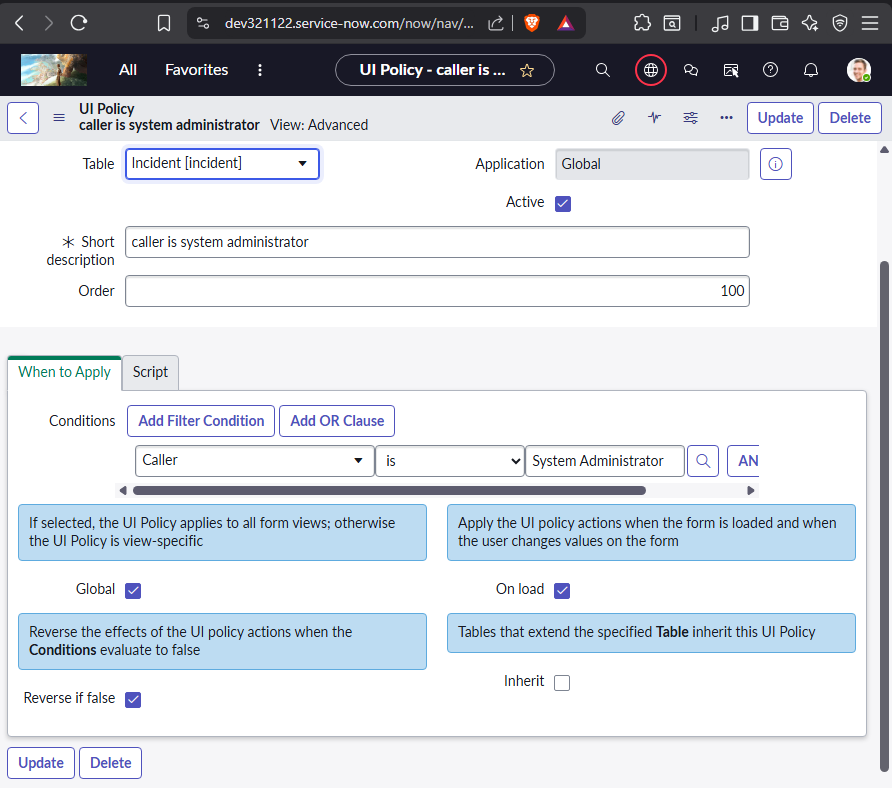 dev321122.service-now.com/now/nav/...
All Favorites UI Policy - caller is ...
UI Policy
caller is system administrator View: Advanced
Update Delete
Table Incident [incident] Application Global
Active
Short description caller is system administrator
Order 100
When to Apply Script
Conditions Add Filter Condition Add OR Clause
Caller is System Administrator AN
If selected, the UI Policy applies to all form views; otherwise
the UI Policy is view-specific
Apply the UI policy actions when the form is loaded and when
the user changes values on the form
Global On load
Reverse the effects of the UI policy actions when the
Conditions evaluate to false
Tables that extend the specified Table inherit this UI Policy
Inherit
Reverse if false
Update Delete